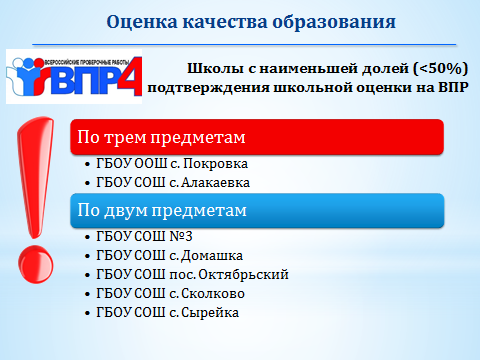 Оценка качества образования
ВСЕРОССИЙСКИЕ ПРОВЕРОЧНЫЕ РАБОТЫ
ВПР4
Школы с наименьшей долей (<50%)
подтверждения школьной оценки на ВПР
По трем предметам
• ГБОУ ООШ с. Покровка
• ГБОУ СОШ с. Алакаевка
По двум предметам
• ГБОУ СОШ №3
• ГБОУ СОШ с. Домашка
• ГБОУ СОШ пос. Октябрьский
• ГБОУ СОШ с. Сколково
• ГБОУ СОШ с. Сырейка